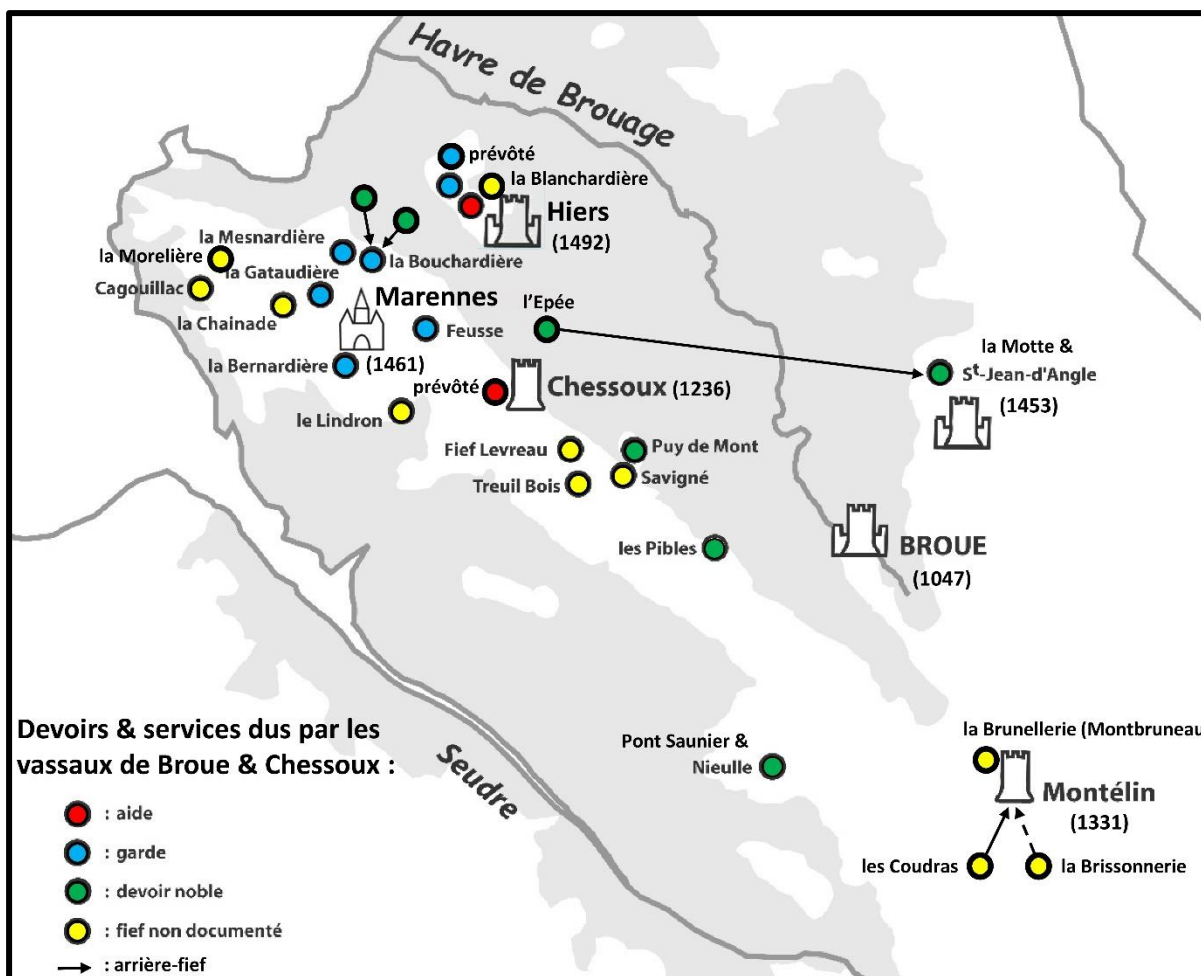 Havre de Brouage
prévôté
la Blanchardière
Hiers
(1492)
la Mesnardière
la Morelière
la Gataudière
la Bouchardière
Cagouillac
Marennes
l'Epée
la Chainade
Feusse
la Motte &
la Bernardière
(1461)
St-Jean-d'Angle
prévôté
Chessoux (1236)
(1453)
le Lindron
Fief Levreau
Puy de Mont
Treuil Bois
Savigné
les Pibles
BROUE
(1047)
Devoirs & services dus par les
vassaux de Broue & Chessoux :
Seudre
Pont Saunier &
Nieulle
la Brunellerie (Montbruneau
Montélin
(1331)
les Coudras
la Brissonnerie
: aide
: garde
: devoir noble
: fief non documenté
: arrière-fief